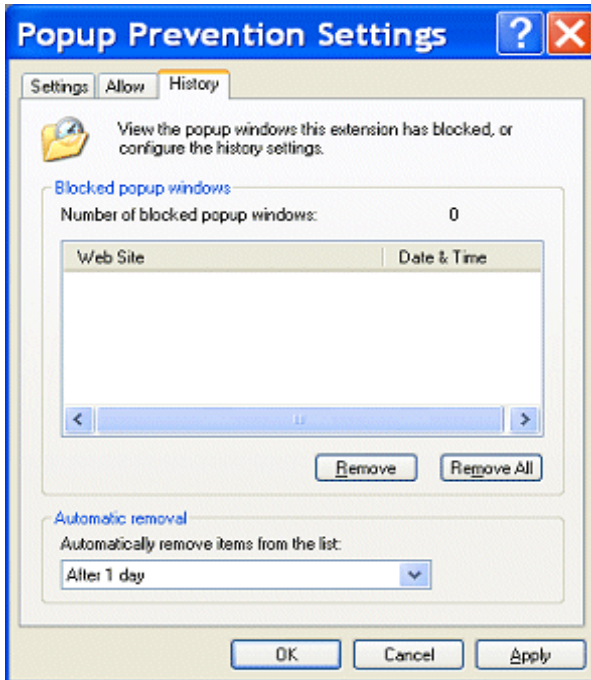 Popup Prevention Settings
Settings Allow History
View the popup windows this extension has blocked, or
configure the history settings.
Blocked popup windows
Number of blocked popup windows: 0
Web Site Date & Time
Remove Remove All
Automatic removal
Automatically remove items from the list:
After 1 day
OK Cancel Apply